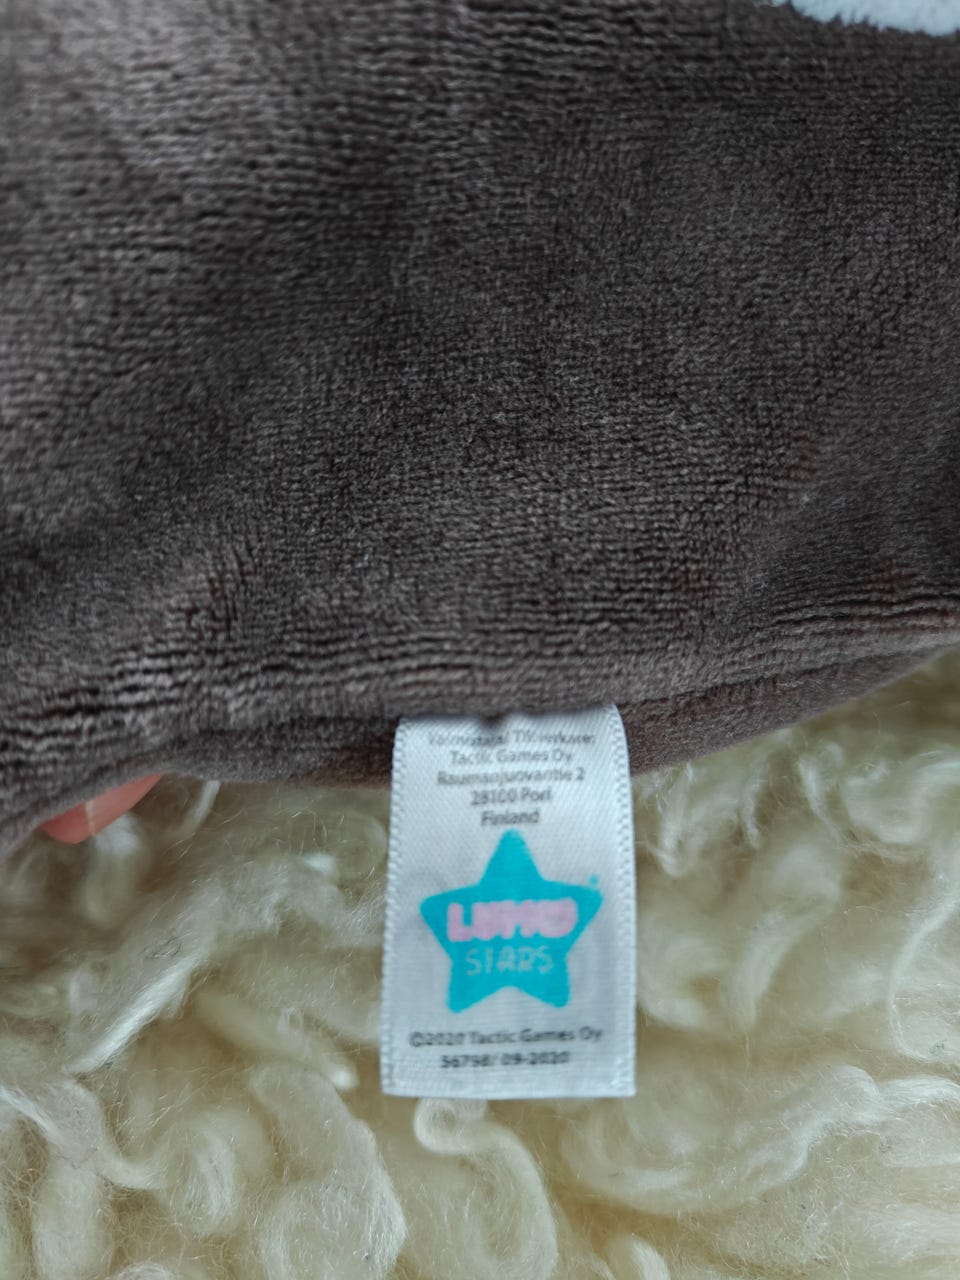 Valmistaja/ Tillverkare:
Tactic Games Oy
Raumanjuovantie 2
28100 Pori
Finland
LUMO
STARS
©2020 Tactic Games Oy
56798/ 09-2020